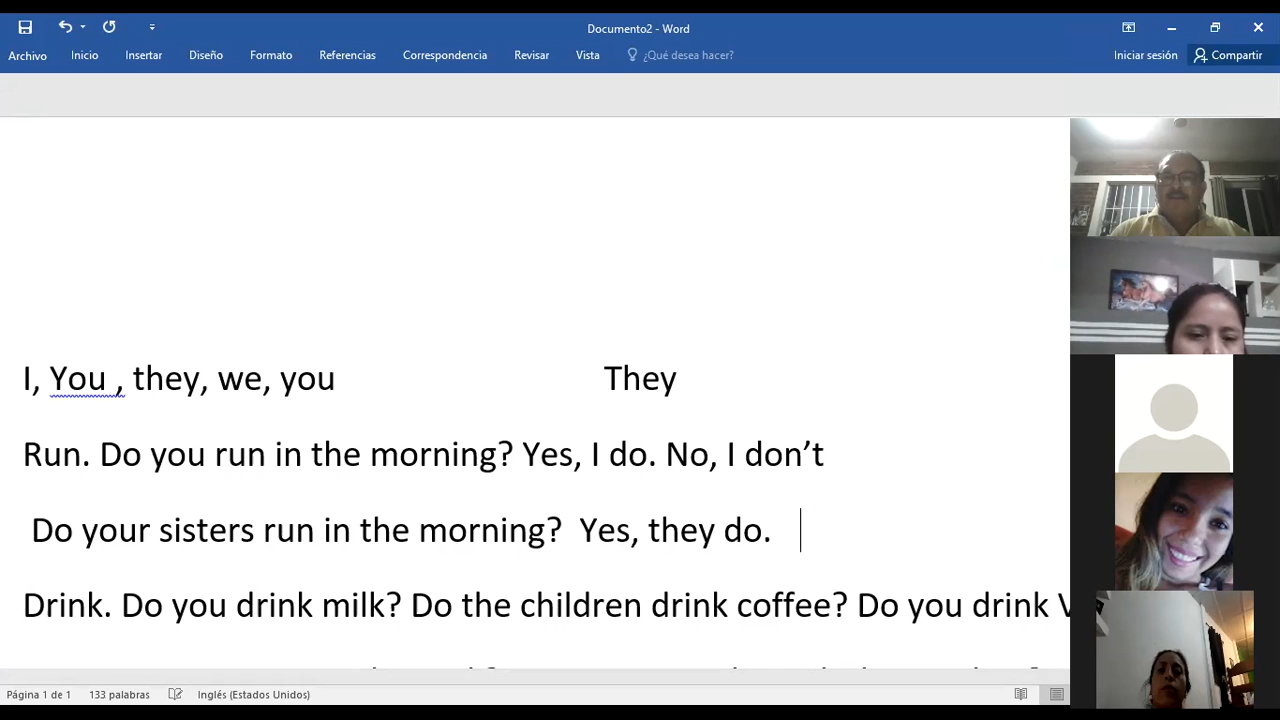 Documento2 - Word
Archivo Inicio Insertar Diseño Formato Referencias Correspondencia Revisar Vista ¿Qué desea hacer? Iniciar sesión Compartir
I, You , they, we, you They
Run. Do you run in the morning? Yes, I do. No, I don't
Do your sisters run in the morning? Yes, they do.
Drink. Do you drink milk? Do the children drink coffee? Do you drink
Página 1 de 1 133 palabras Inglés (Estados Unidos)